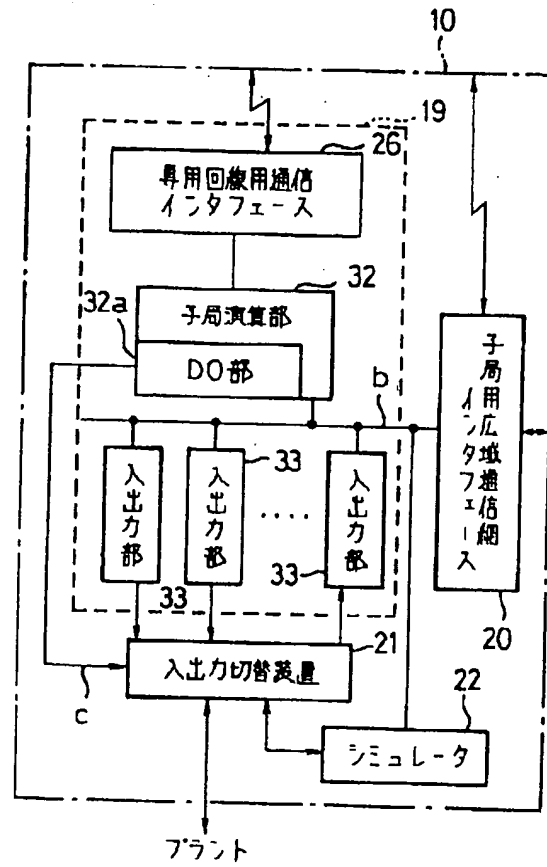 10
19
26
専用回線用通信
インタフェース
32
32a
子局演算部
DO部
b
子局用広域通信網
インタフェース
20
33
入出力部
入出力部
入出力部
33
33
21
入出力切替装置
c
22
シミュレータ
プラント